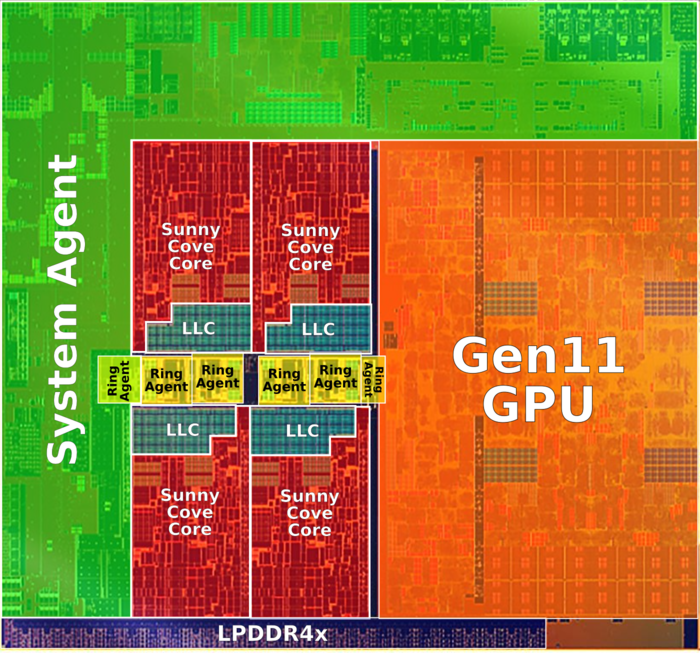 System Agent
Sunny
Cove
Core
Sunny
Cove
Core
LLC
LLC
Ring
Agent
Ring
Agent
Ring
Agent
Ring
Agent
Ring
Agent
Ring
Agent
LLC
LLC
Sunny
Cove
Core
Sunny
Cove
Core
Gen11
GPU
LPDDR4x